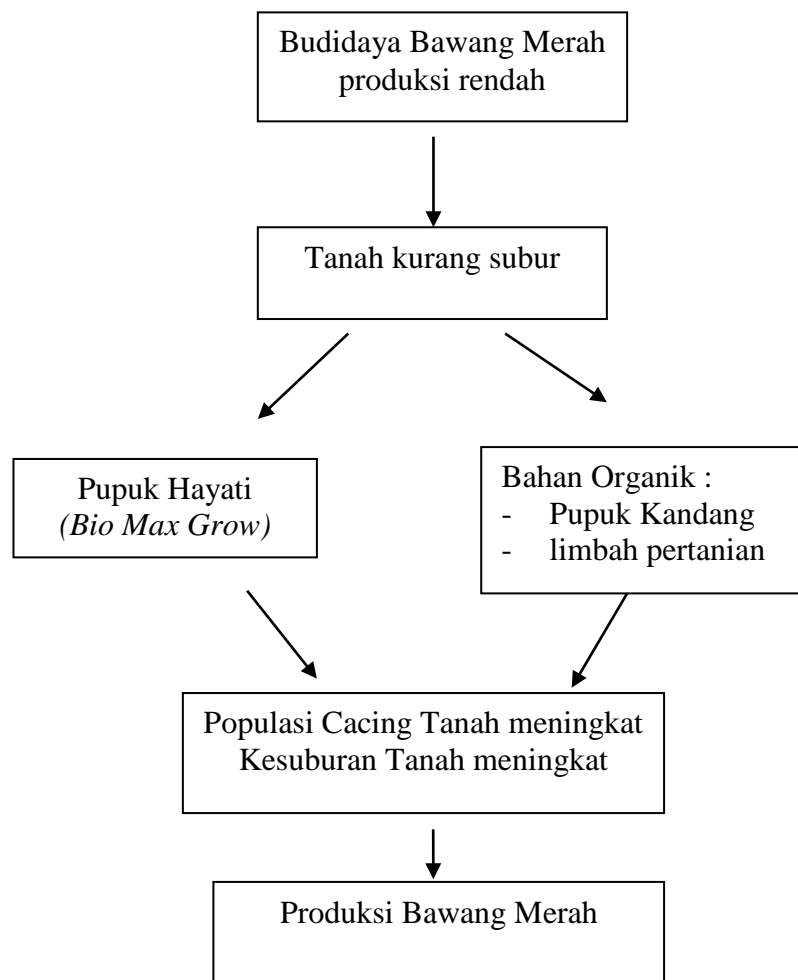 Budidaya Bawang Merah
produksi rendah
Tanah kurang subur
Pupuk Hayati
(Bio Max Grow)
Bahan Organik :
- Pupuk Kandang
- limbah pertanian
Populasi Cacing Tanah meningkat
Kesuburan Tanah meningkat
Produksi Bawang Merah